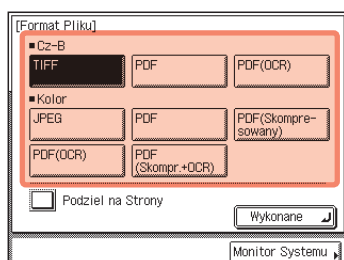 [Format Pliku]
■Cz-B
TIFF
PDF
PDF(OCR)
■Kolor
JPEG
PDF
PDF(Skompre-
sowany)
PDF(OCR)
PDF
(Skompr.+OCR)
Podziel na Strony
Wykonane
Monitor Systemu